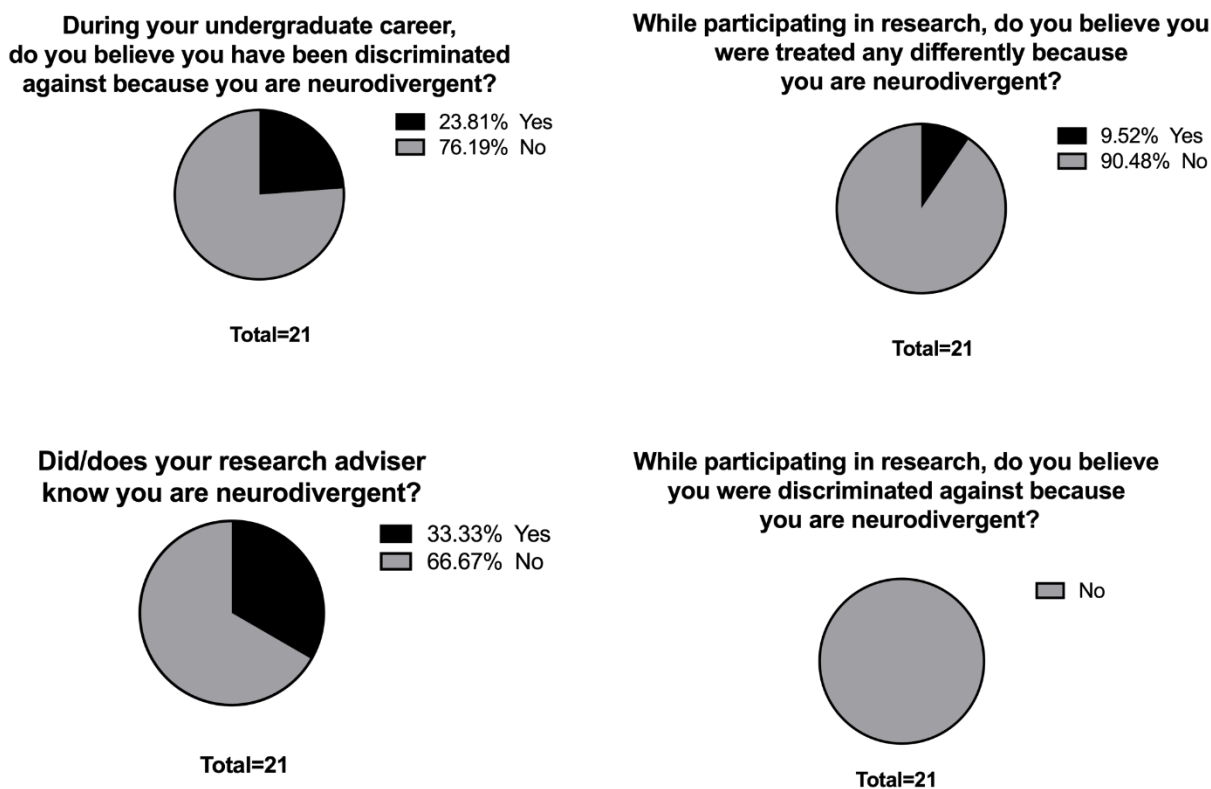 During your undergraduate career,
do you believe you have been discriminated
against because you are neurodivergent?
23.81% Yes
76.19% No
Total=21
While participating in research, do you believe you
were treated any differently because
you are neurodivergent?
9.52% Yes
90.48% No
Total=21
Did/does your research adviser
know you are neurodivergent?
33.33% Yes
66.67% No
Total=21
While participating in research, do you believe
you were discriminated against because
you are neurodivergent?
No
Total=21